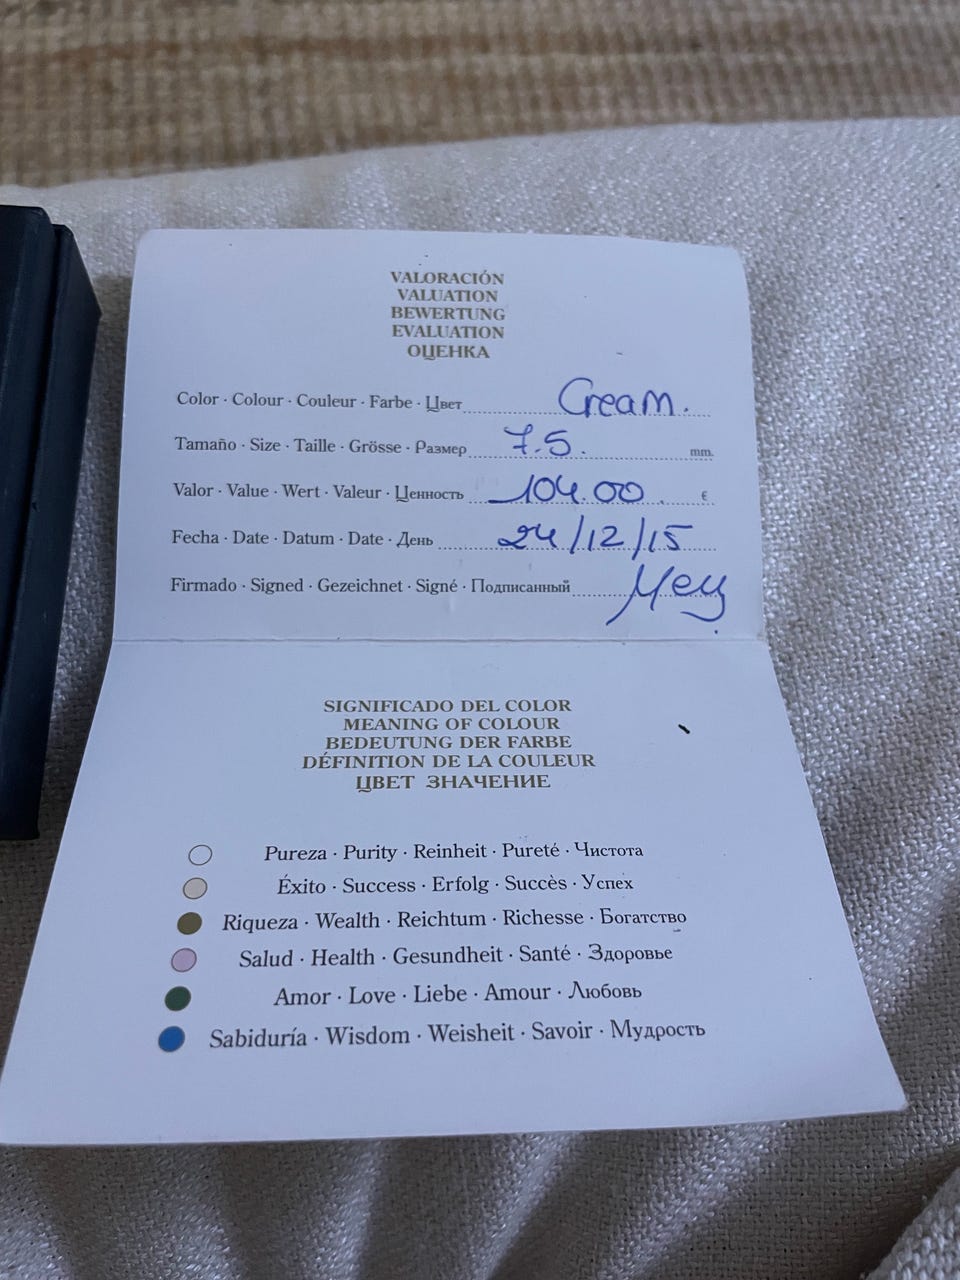 VALORACIÓN
VALUATION
BEWERTUNG
EVALUATION
ОЦЕНКА
Color · Colour · Couleur · Farbe · Цвет Cream.
Tamaño · Size · Taille · Grösse · Размер 7.5. mm.
Valor · Value · Wert · Valeur · Ценность 104.00 €
Fecha · Date · Datum · Date · День 24/12/15
Firmado · Signed · Gezeichnet · Signé · Подписанный
SIGNIFICADO DEL COLOR
MEANING OF COLOUR
BEDEUTUNG DER FARBE
DÉFINITION DE LA COULEUR
ЦВЕТ ЗНАЧЕНИЕ
Pureza · Purity · Reinheit · Pureté · Чистота
Éxito · Success · Erfolg · Succès · Успех
Riqueza · Wealth · Reichtum · Richesse · Богатство
Salud · Health · Gesundheit · Santé · Здоровье
Amor · Love · Liebe · Amour · Любовь
Sabiduría · Wisdom · Weisheit · Savoir · Мудрость